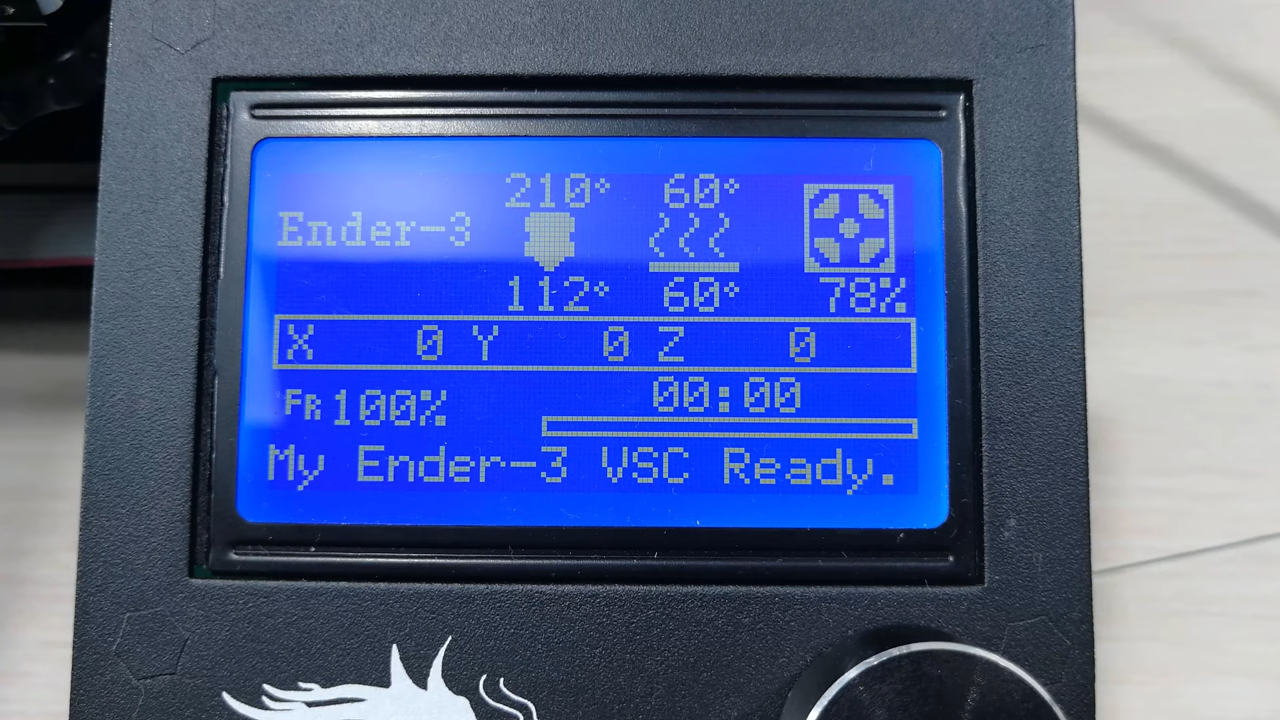 210° 60°
Ender-3
112° 60° 78%
X 0 Y 0 Z 0
00:00
FR 100%
My Ender-3 VSC Ready.